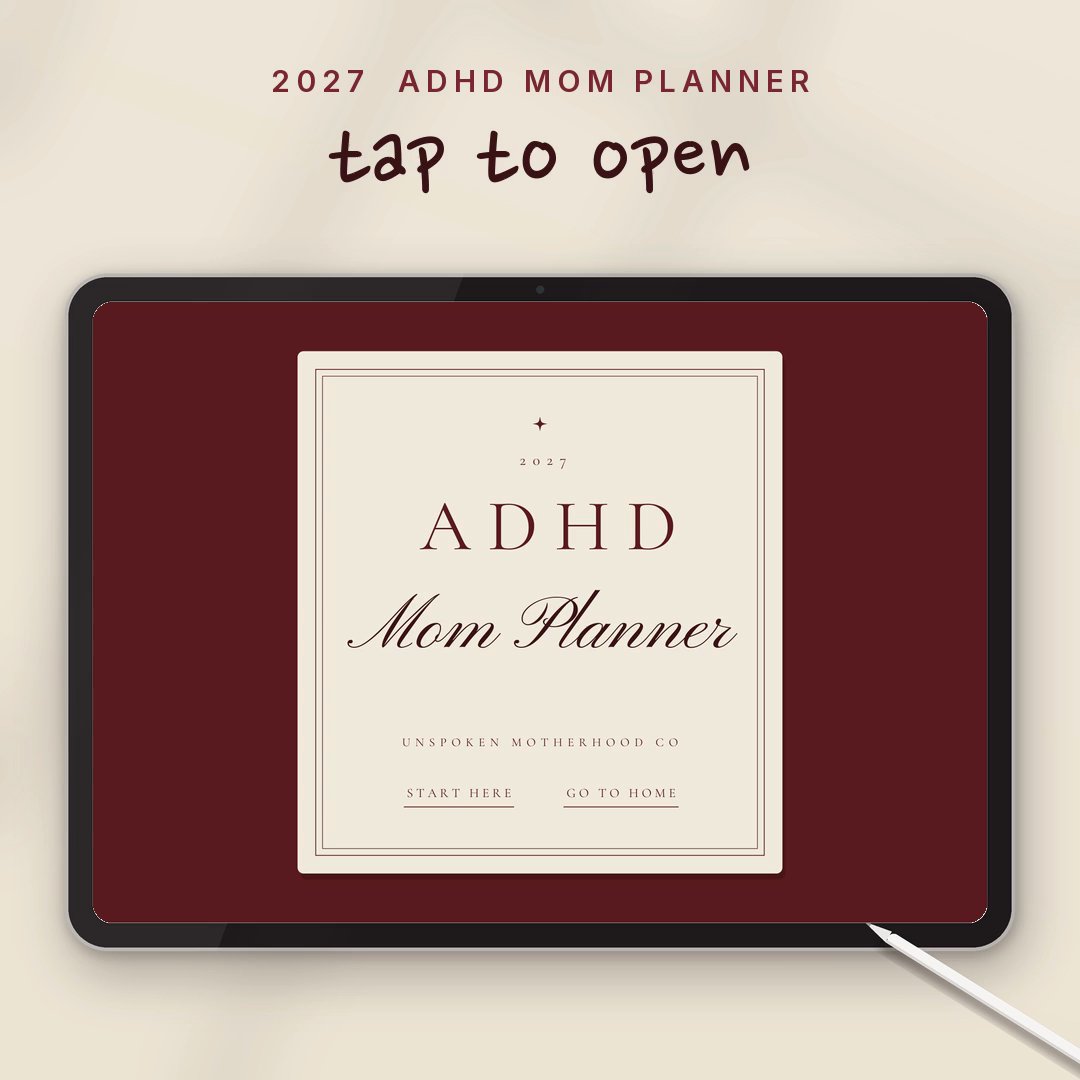 2027 ADHD MOM PLANNER
tap to open
2027
ADHD
Mom Planner
UNSPOKEN MOTHERHOOD CO
START HERE GO TO HOME